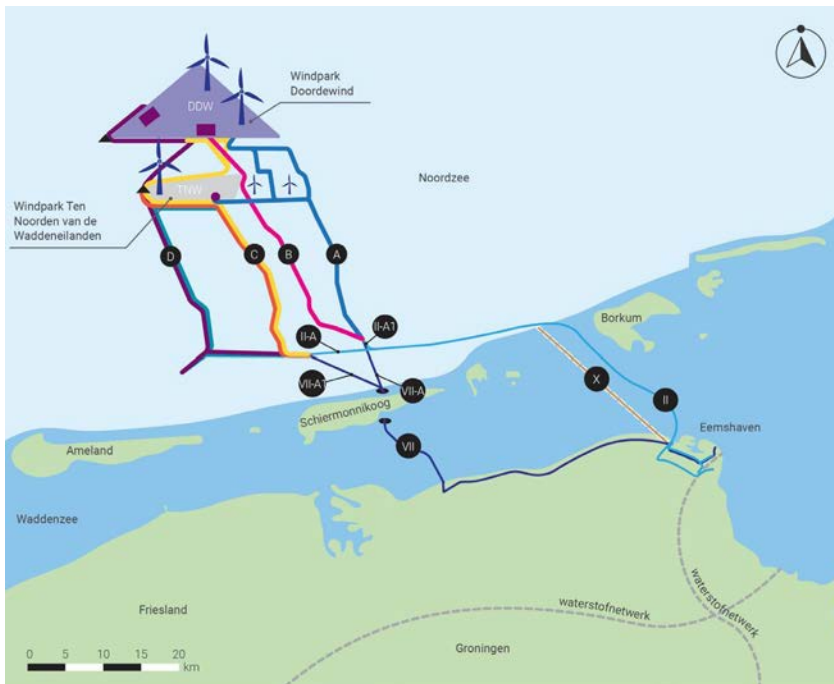 DDW
Windpark
Doordewind
TNW
Noordzee
Windpark Ten
Noorden van de
Waddeneilanden
D
C
B
A
Borkum
II-A1
II-A
X
VII-A1
VII-A
II
Schiermonnikoog
Eemshaven
Ameland
VII
Waddenzee
waterstofnetwerk
waterstofnetwerk
Friesland
Groningen
0 5 10 15 20
km